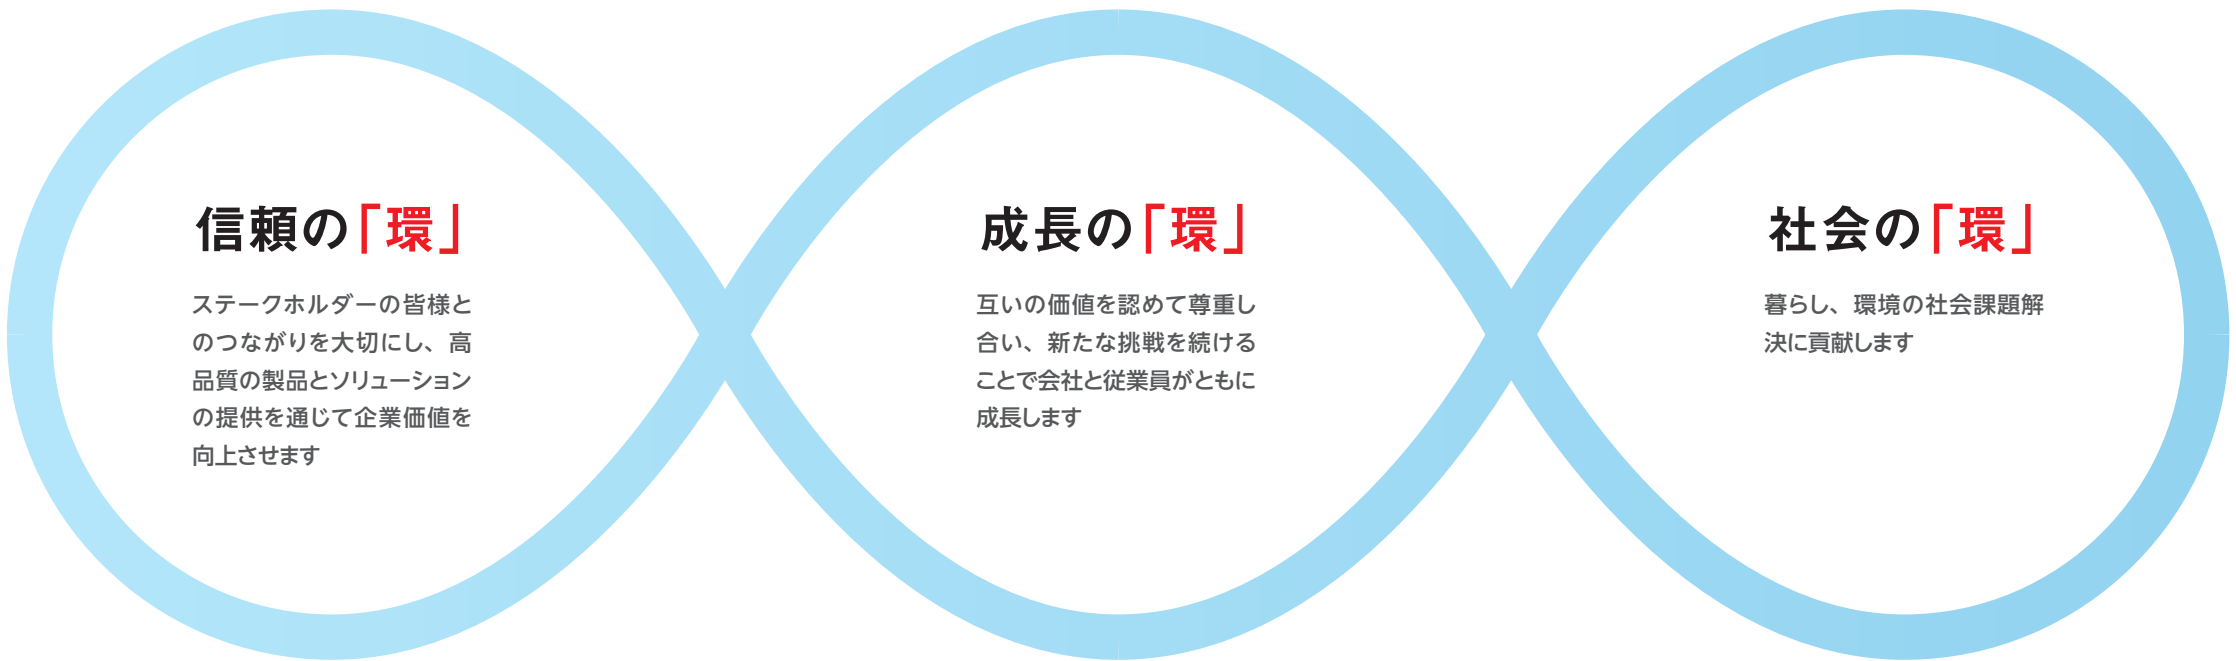 信頼の「環」
ステークホルダーの皆様と
のつながりを大切にし、高
品質の製品とソリューション
の提供を通じて企業価値を
向上させます
成長の「環」
互いの価値を認めて尊重し
合い、新たな挑戦を続ける
ことで会社と従業員がともに
成長します
社会の「環」
暮らし、環境の社会課題解
決に貢献します